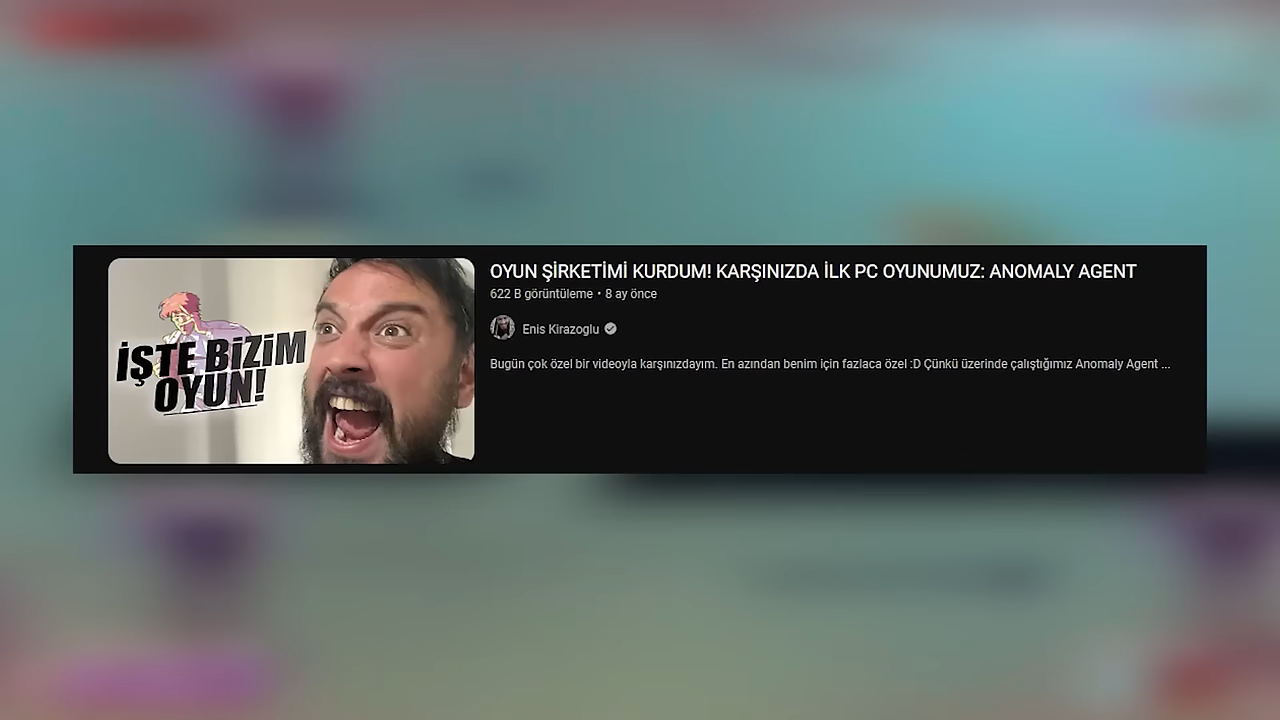 OYUN ŞİRKETİMİ KURDUM! KARŞINIZDA İLK PC OYUNUMUZ: ANOMALY AGENT
622 B görüntüleme • 8 ay önce
Enis Kirazoglu
Bugün çok özel bir videoyla karşınızdayım. En azından benim için fazlaca özel :D Çünkü üzerinde çalıştığımız Anomaly Agent ...
İŞTE BİZİM
OYUN!